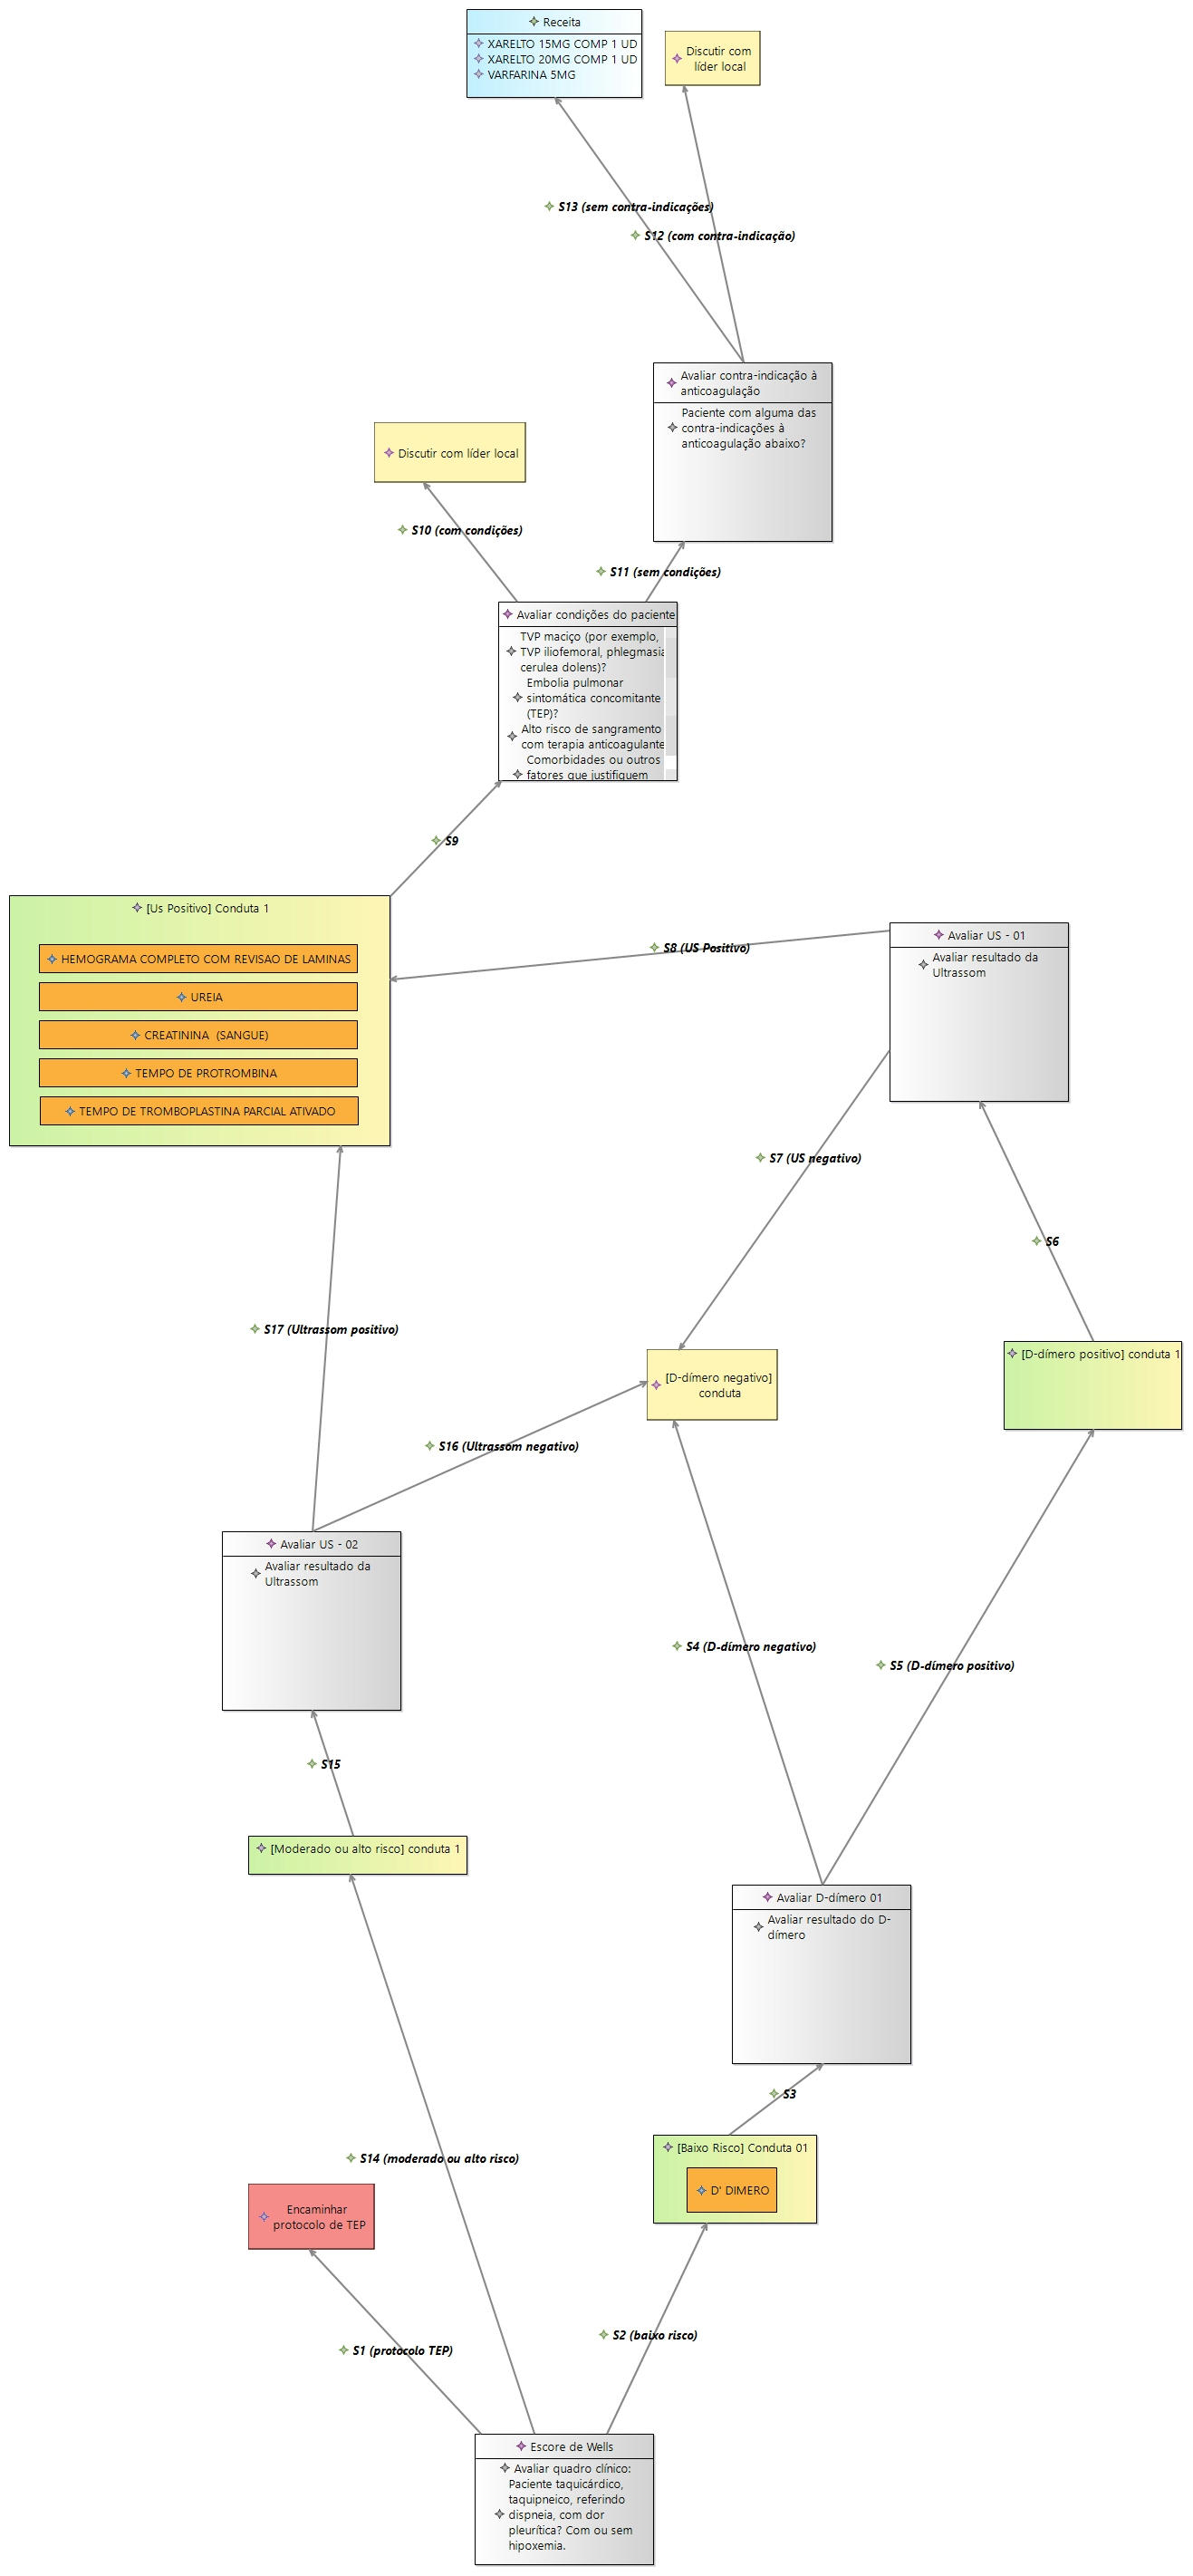 Receita
XARELTO 15MG COMP 1 UD
XARELTO 20MG COMP 1 UD
VARFARINA 5MG
Discutir com
líder local
S13 (sem contra-indicações)
S12 (com contra-indicação)
Avaliar contra-indicação à
anticoagulação
Paciente com alguma das
contra-indicações à
anticoagulação abaixo?
Discutir com líder local
S10 (com condições)
S11 (sem condições)
Avaliar condições do paciente
TVP maciço (por exemplo,
TVP iliofemoral, phlegmasia
cerulea dolens)?
Embolia pulmonar
sintomática concomitante
(TEP)?
Alto risco de sangramento
com terapia anticoagulante
Comorbidades ou outros
fatores que justifiquem
S9
[Us Positivo] Conduta 1
HEMOGRAMA COMPLETO COM REVISAO DE LAMINAS
UREIA
CREATININA (SANGUE)
TEMPO DE PROTROMBINA
TEMPO DE TROMBOPLASTINA PARCIAL ATIVADO
S8 (US Positivo)
Avaliar US - 01
Avaliar resultado da
Ultrassom
S7 (US negativo)
S6
S17 (Ultrassom positivo)
[D-dímero negativo]
conduta
[D-dímero positivo] conduta 1
S16 (Ultrassom negativo)
Avaliar US - 02
Avaliar resultado da
Ultrassom
S4 (D-dímero negativo)
S5 (D-dímero positivo)
S15
[Moderado ou alto risco] conduta 1
Avaliar D-dímero 01
Avaliar resultado do D-
dímero
S3
[Baixo Risco] Conduta 01
D' DIMERO
S14 (moderado ou alto risco)
Encaminhar
protocolo de TEP
S2 (baixo risco)
S1 (protocolo TEP)
Escore de Wells
Avaliar quadro clínico:
Paciente taquicárdico,
taquipneico, referindo
dispneia, com dor
pleurítica? Com ou sem
hipoxemia.